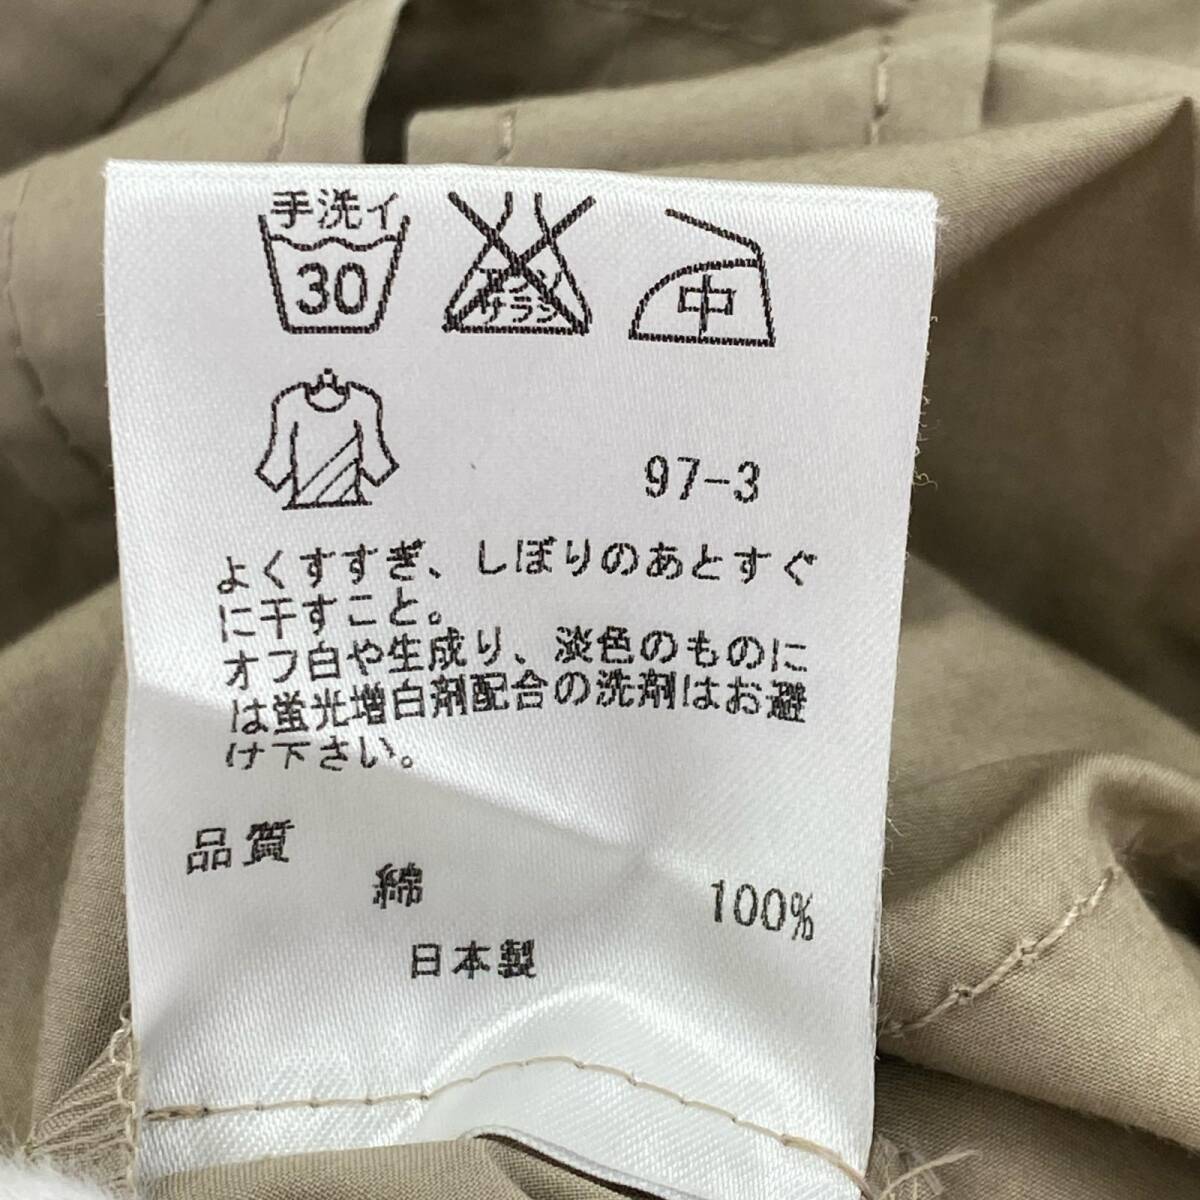 手洗イ
30
エンソ
サラシ
中
97-3
よくすすぎ、しぼりのあとすぐ
に干すこと。
オフ白や生成り、淡色のものに
は蛍光増白剤配合の洗剤はお避
け下さい。
品質
綿 100%
日本製